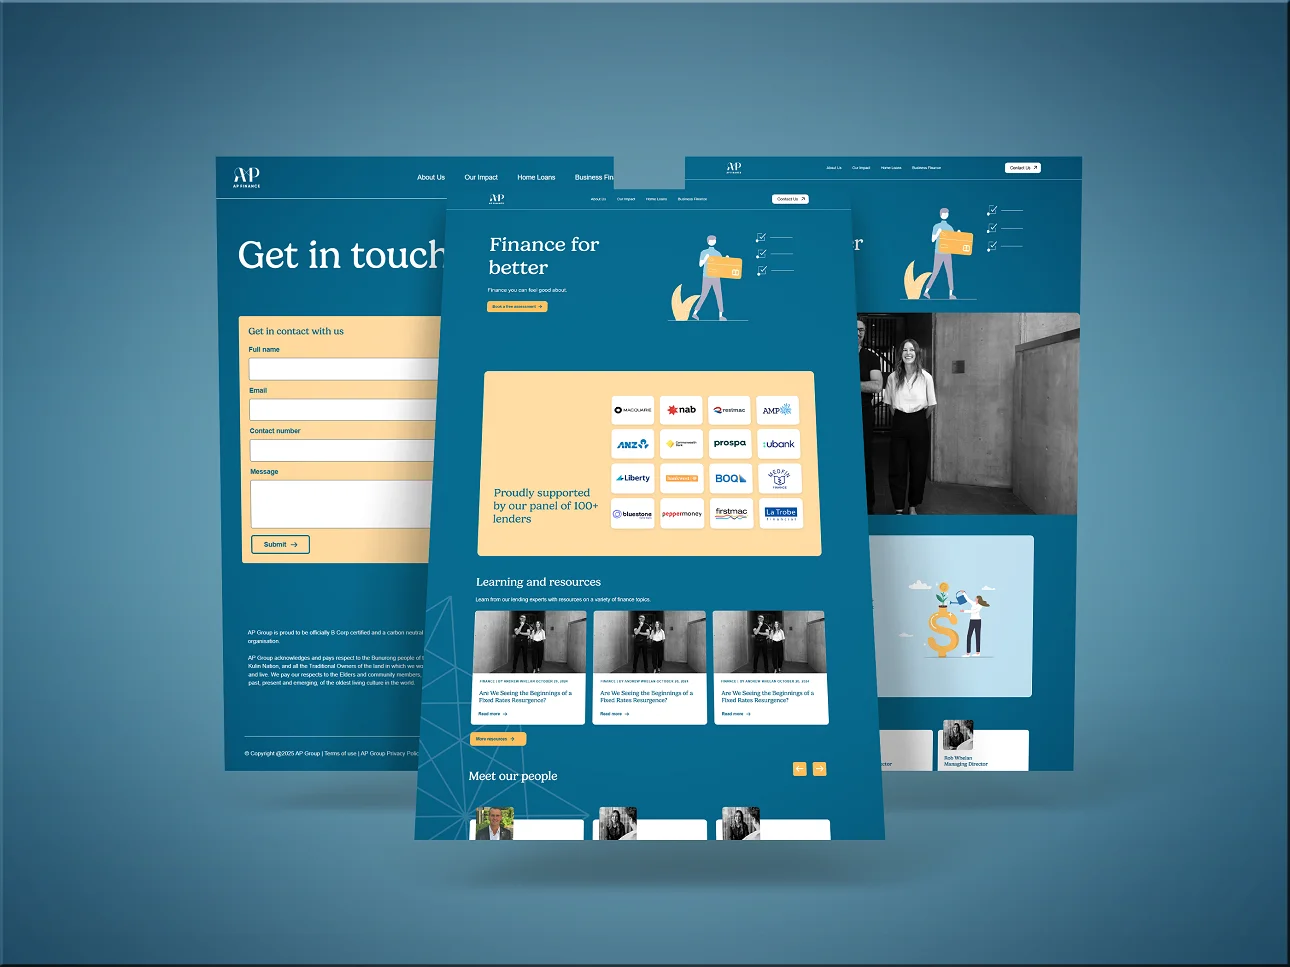 AP
AP FINANCE
About Us
Our Impact
Home Loans
Business Fin
Get in touch
Get in contact with us
Full name
Email
Contact number
Message
Submit
AP Group is proud to be officially B Corp certified and a carbon neutral
organisation.
AP Group acknowledges and pays respect to the Bunurong people of t
Kulin Nation, and all the Traditional Owners of the land in which we wo
and live. We pay our respects to the Elders and community members,
past, present and emerging, of the oldest living culture in the world.
© Copyright @2025 AP Group | Terms of use | AP Group Privacy Polic
AP
AP FINANCE
About Us
Our Impact
Home Loans
Business Finance
Contact Us
Finance for
better
Finance you can feel good about.
Book a free assessment
Proudly supported
by our panel of 100+
lenders
MACQUARIE
nab
resimac
AMP
ANZ
Commonwealth
Bank
prospa
ubank
Liberty
BOQ
MEDFIN
FINANCE
bluestone
peppermoney
firstmac
La Trobe
financial
Learning and resources
Learn from our lending experts with resources on a variety of finance topics.
FINANCE | BY ANDREW WHELAN OCTOBER 25, 2024
Are We Seeing the Beginnings of a
Fixed Rates Resurgence?
Read more
FINANCE | BY ANDREW WHELAN OCTOBER 25, 2024
Are We Seeing the Beginnings of a
Fixed Rates Resurgence?
Read more
FINANCE | BY ANDREW WHELAN OCTOBER 25, 2024
Are We Seeing the Beginnings of a
Fixed Rates Resurgence?
Read more
More resources
Meet our people
AP
AP FINANCE
About Us
Our Impact
Home Loans
Business Finance
Contact Us
er
$
ctor
Rob Whelan
Managing Director